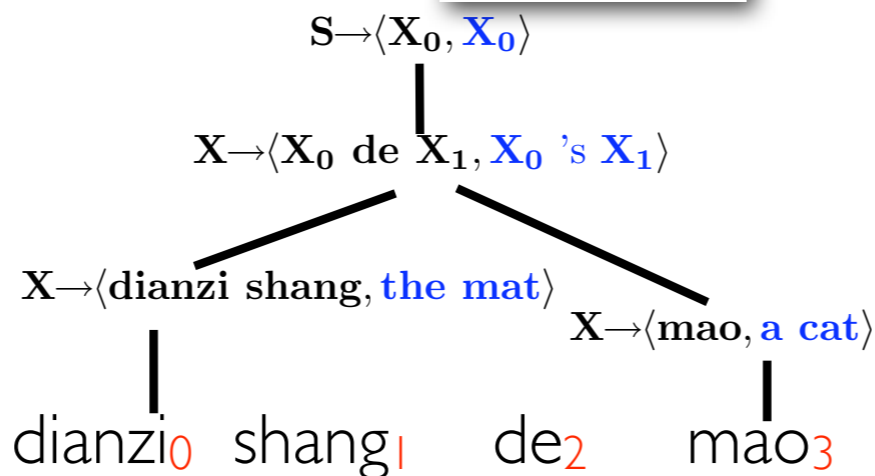 S→⟨X₀, X₀⟩
X→⟨X₀ de X₁, X₀ 's X₁⟩
X→⟨dianzi shang, the mat⟩
X→⟨mao, a cat⟩
dianzi₀ shang₁ de₂ mao₃